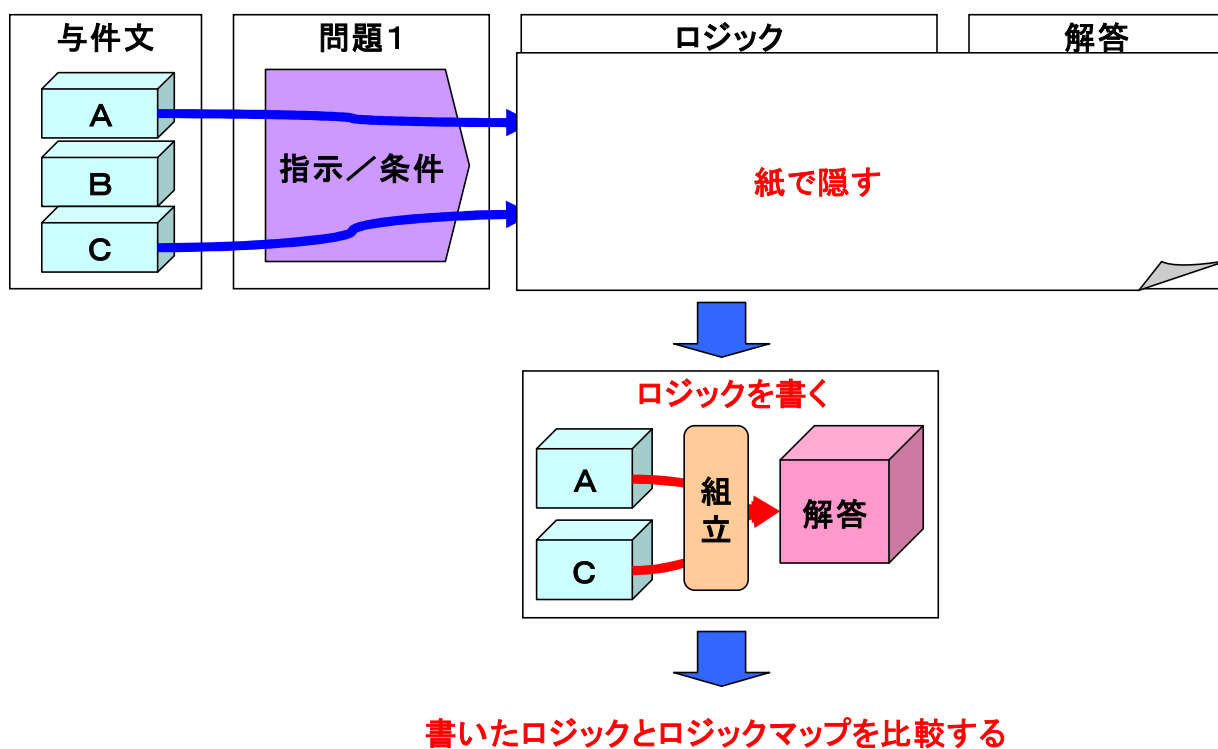 与件文
問題1
ロジック
解答
A
B
C
指示／条件
紙で隠す
ロジックを書く
A
C
組立
解答
書いたロジックとロジックマップを比較する